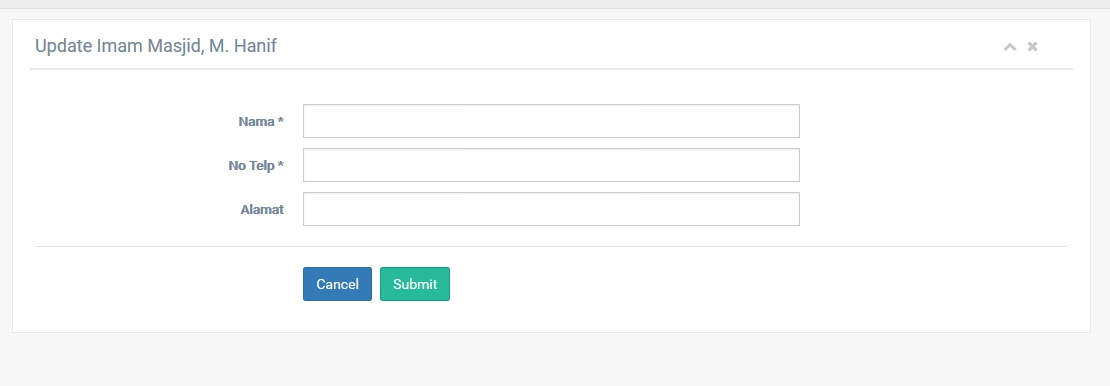 Update Imam Masjid, M. Hanif
Nama *
No Telp *
Alamat
Cancel Submit